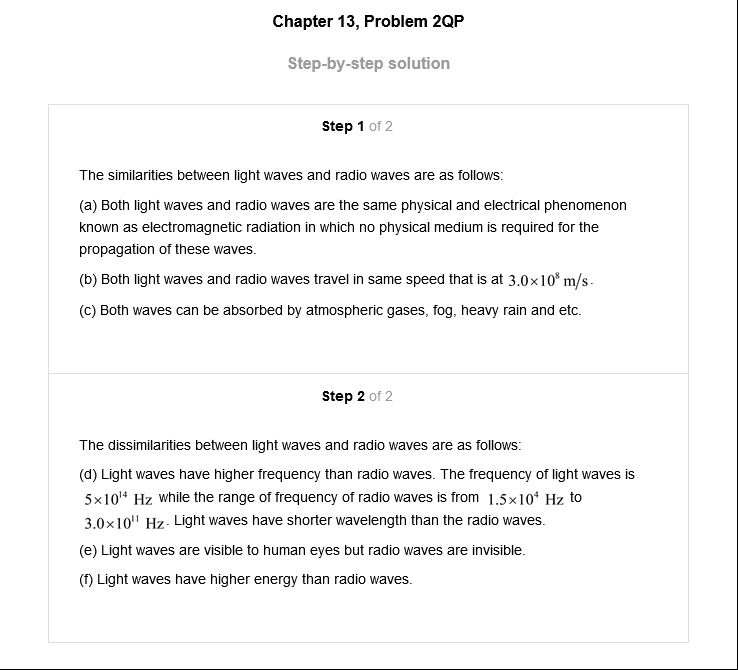 Chapter 13, Problem 2QP
Step-by-step solution
Step 1 of 2
The similarities between light waves and radio waves are as follows:
(a) Both light waves and radio waves are the same physical and electrical phenomenon
known as electromagnetic radiation in which no physical medium is required for the
propagation of these waves.
(b) Both light waves and radio waves travel in same speed that is at 3.0×10⁸ m/s.
(c) Both waves can be absorbed by atmospheric gases, fog, heavy rain and etc.
Step 2 of 2
The dissimilarities between light waves and radio waves are as follows:
(d) Light waves have higher frequency than radio waves. The frequency of light waves is
5×10¹⁴ Hz while the range of frequency of radio waves is from 1.5×10⁴ Hz to
3.0×10¹¹ Hz. Light waves have shorter wavelength than the radio waves.
(e) Light waves are visible to human eyes but radio waves are invisible.
(f) Light waves have higher energy than radio waves.